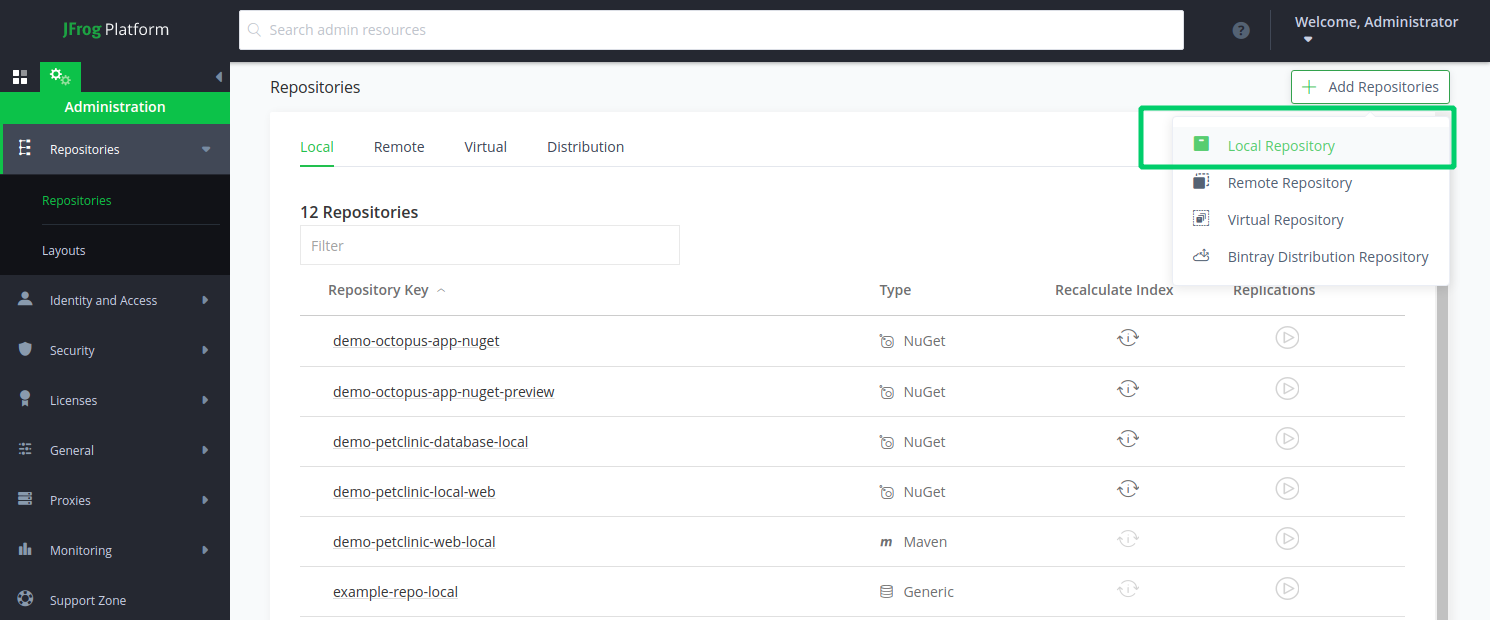 JFrog Platform
Search admin resources
?
Welcome, Administrator
Administration
Repositories
Repositories
Layouts
Identity and Access
Security
Licenses
General
Proxies
Monitoring
Support Zone
Repositories
Add Repositories
Local Repository
Remote Repository
Virtual Repository
Bintray Distribution Repository
Local Remote Virtual Distribution
12 Repositories
Filter
Repository Key Type Recalculate Index Replications
demo-octopus-app-nuget NuGet
demo-octopus-app-nuget-preview NuGet
demo-petclinic-database-local NuGet
demo-petclinic-local-web NuGet
demo-petclinic-web-local m Maven
example-repo-local Generic